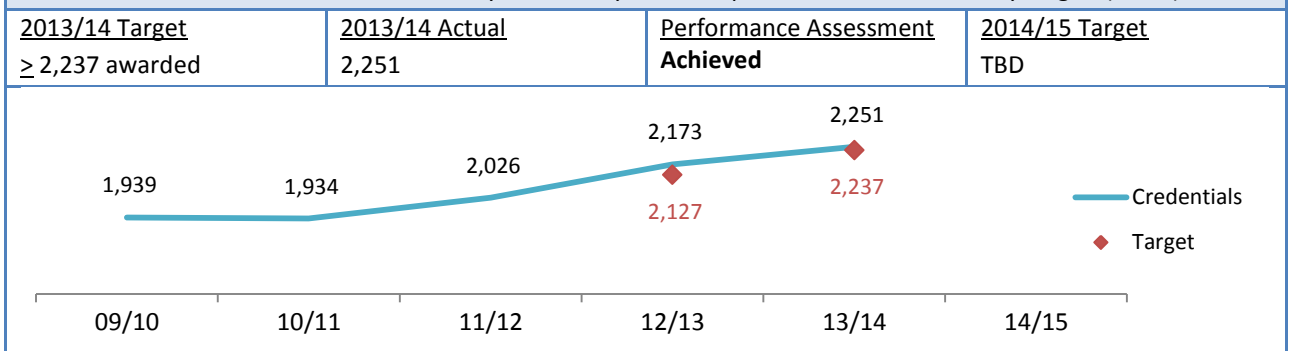 2013/14 Target 2013/14 Actual Performance Assessment 2014/15 Target
≥ 2,237 awarded 2,251 Achieved TBD
2,251
2,173
2,026
1,939 1,934
2,237
2,127
Credentials
Target
09/10 10/11 11/12 12/13 13/14 14/15